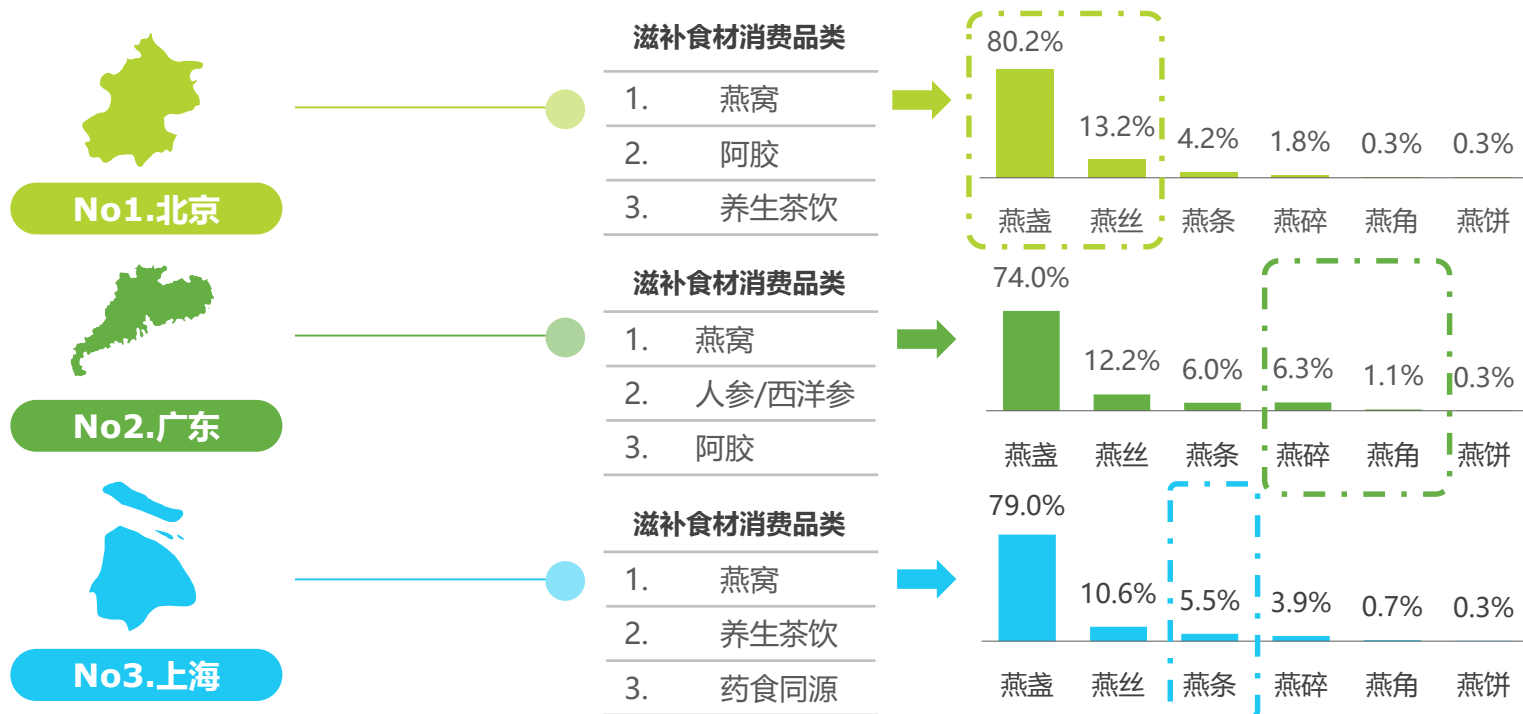 滋补食材消费品类
1. 燕窝
2. 阿胶
3. 养生茶饮
No1.北京
80.2% 13.2% 4.2% 1.8% 0.3% 0.3%
燕盏 燕丝 燕条 燕碎 燕角 燕饼
滋补食材消费品类
1. 燕窝
2. 人参/西洋参
3. 阿胶
No2.广东
74.0% 12.2% 6.0% 6.3% 1.1% 0.3%
燕盏 燕丝 燕条 燕碎 燕角 燕饼
滋补食材消费品类
1. 燕窝
2. 养生茶饮
3. 药食同源
No3.上海
79.0% 10.6% 5.5% 3.9% 0.7% 0.3%
燕盏 燕丝 燕条 燕碎 燕角 燕饼